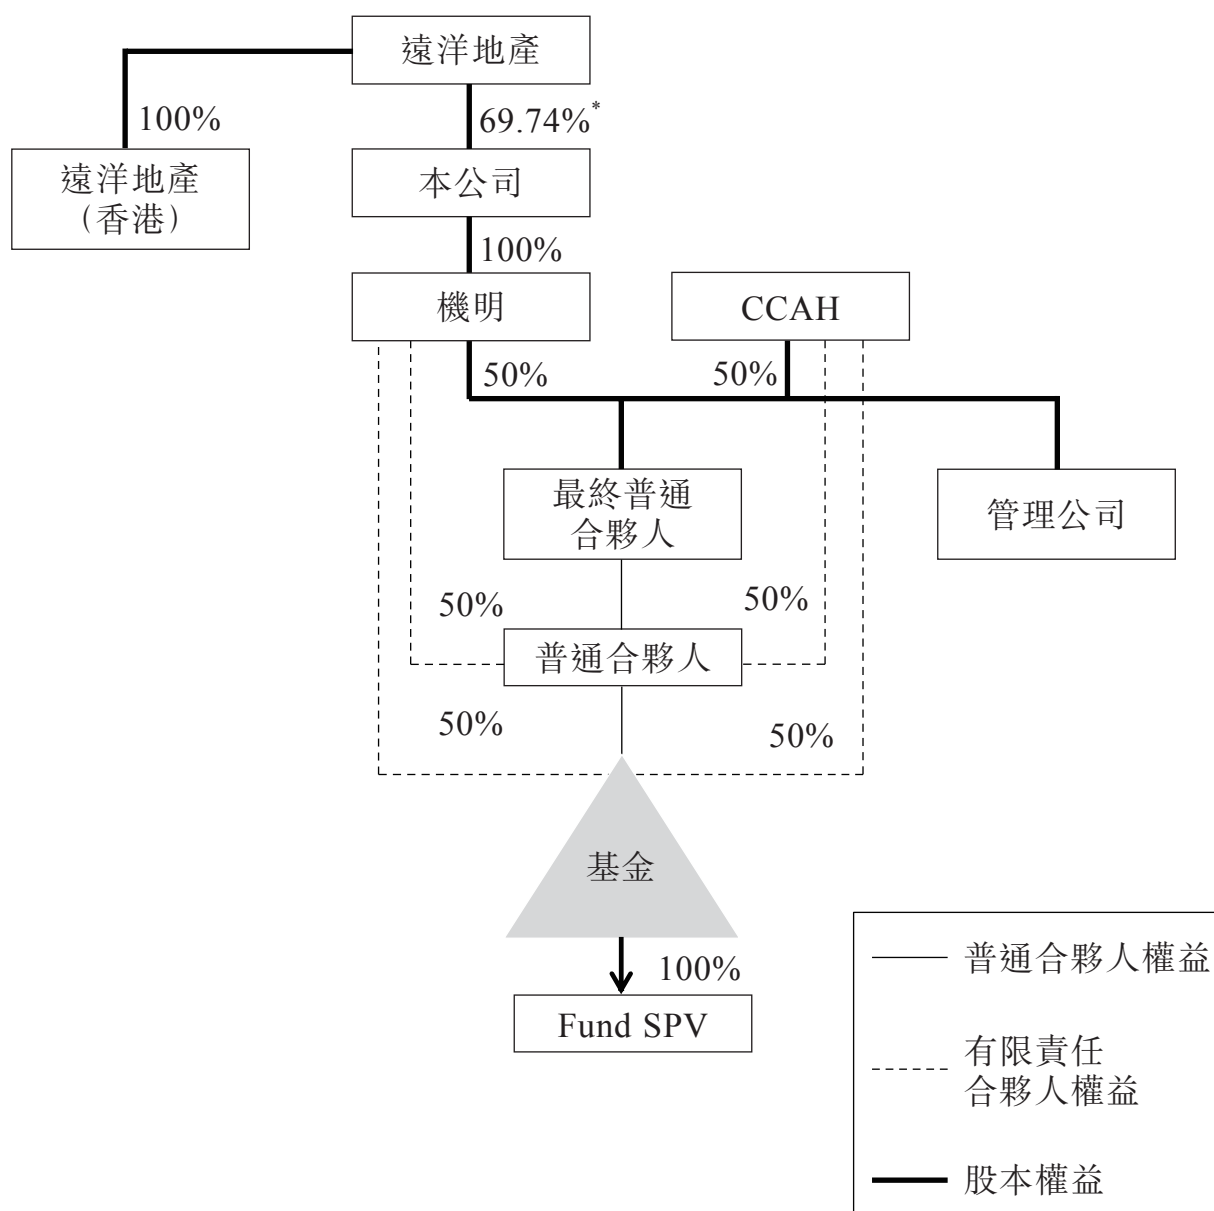 遠洋地產
100%
69.74%*
遠洋地產
（香港）
本公司
100%
機明
CCAH
50%
50%
最終普通
合夥人
管理公司
50%
50%
普通合夥人
50%
50%
基金
100%
Fund SPV
普通合夥人權益
有限責任
合夥人權益
股本權益